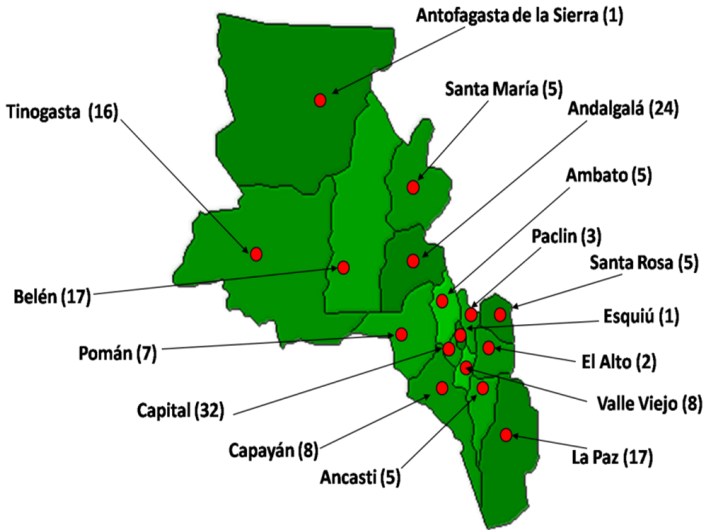 Antofagasta de la Sierra (1)
Santa María (5)
Andalgalá (24)
Tinogasta (16)
Ambato (5)
Paclin (3)
Santa Rosa (5)
Belén (17)
Esquiú (1)
Pomán (7)
El Alto (2)
Capital (32)
Valle Viejo (8)
Capayán (8)
La Paz (17)
Ancasti (5)